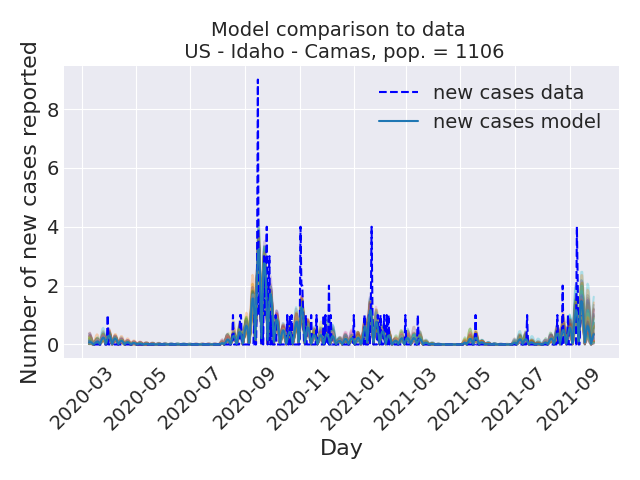 Model comparison to data
US - Idaho - Camas, pop. = 1106
Number of new cases reported
8
6
4
2
0
new cases data
new cases model
2020-03
2020-05
2020-07
2020-09
2020-11
2021-01
2021-03
2021-05
2021-07
2021-09
Day